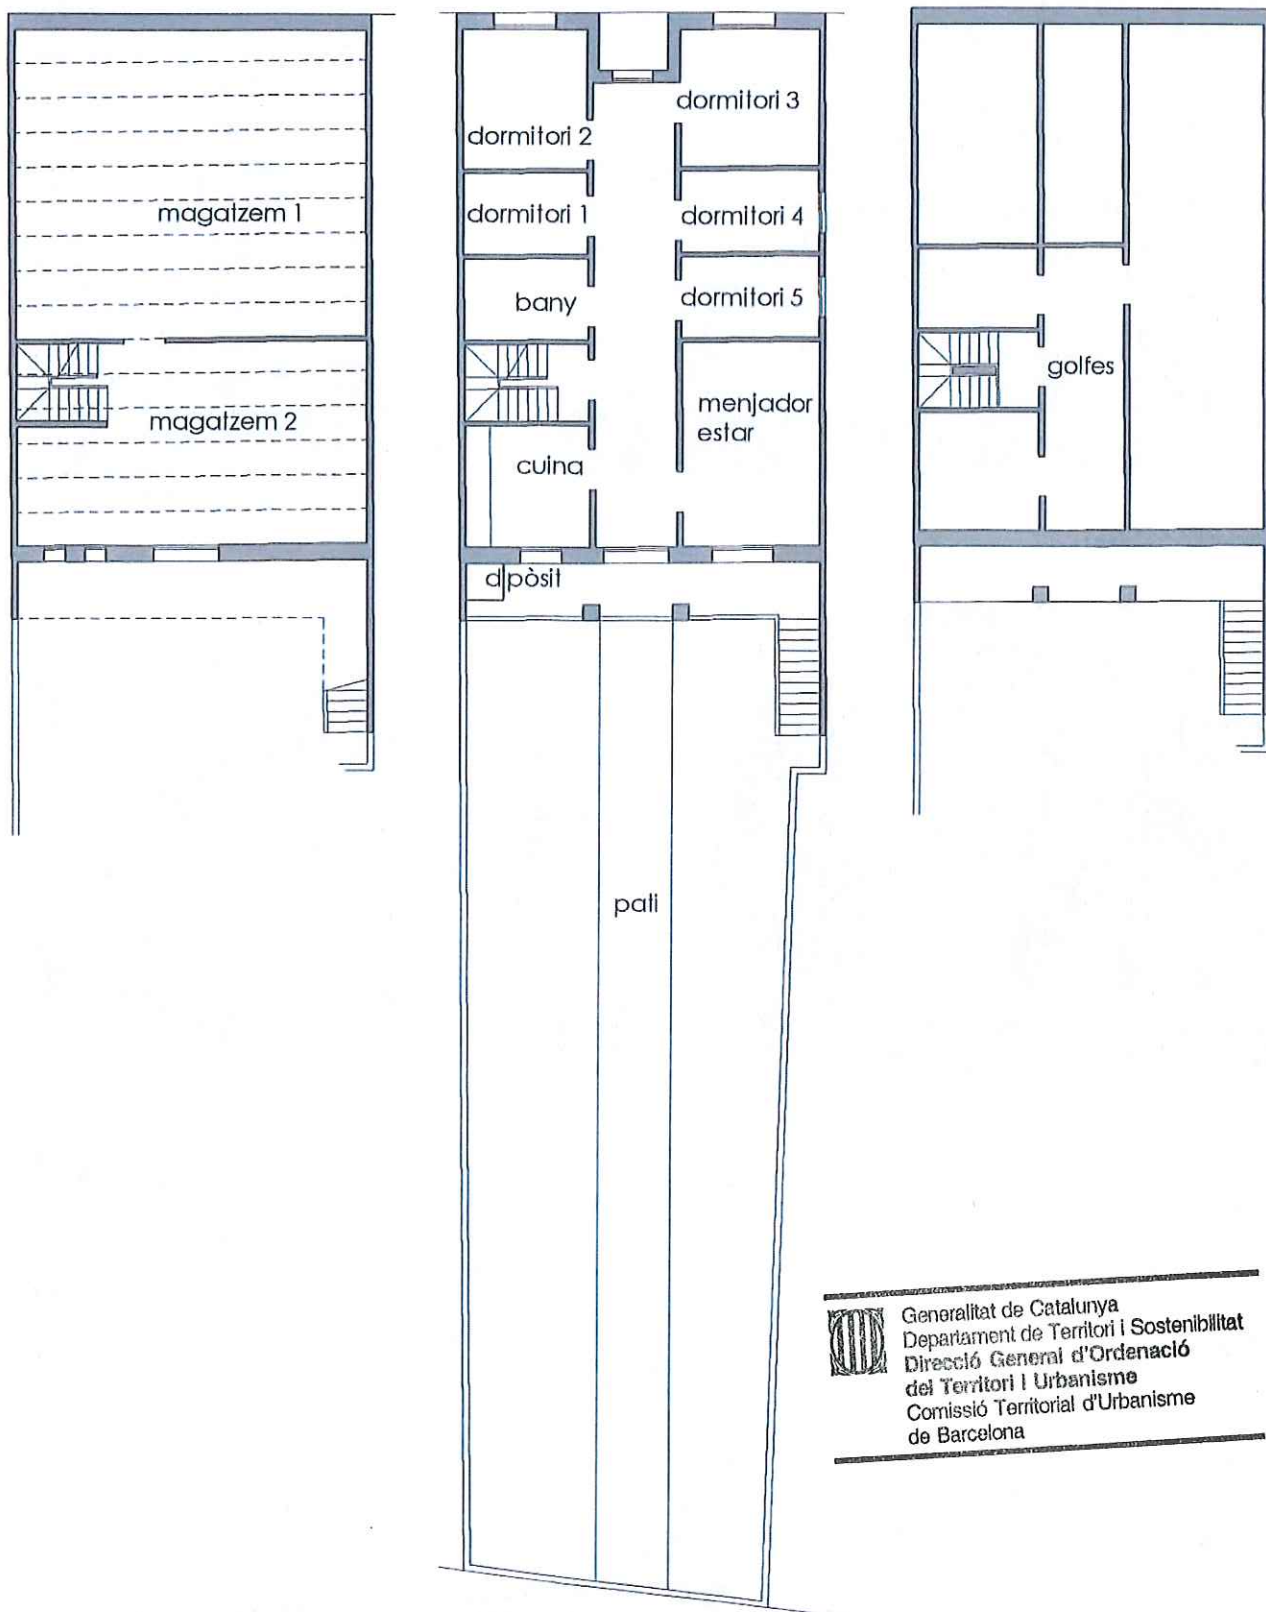 magatzem 1
magatzem 2
dormitori 2
dormitori 3
dormitori 1
dormitori 4
bany
dormitori 5
menjador
estar
cuina
dipòsit
pati
golfes
Generalitat de Catalunya
Departament de Territori i Sostenibilitat
Direcció General d'Ordenació
del Territori i Urbanisme
Comissió Territorial d'Urbanisme
de Barcelona